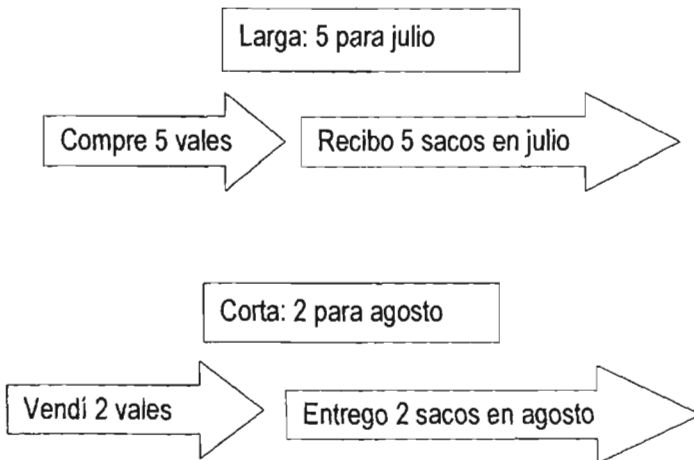 Larga: 5 para julio
Compre 5 vales
Recibo 5 sacos en julio
Corta: 2 para agosto
Vendí 2 vales
Entrego 2 sacos en agosto